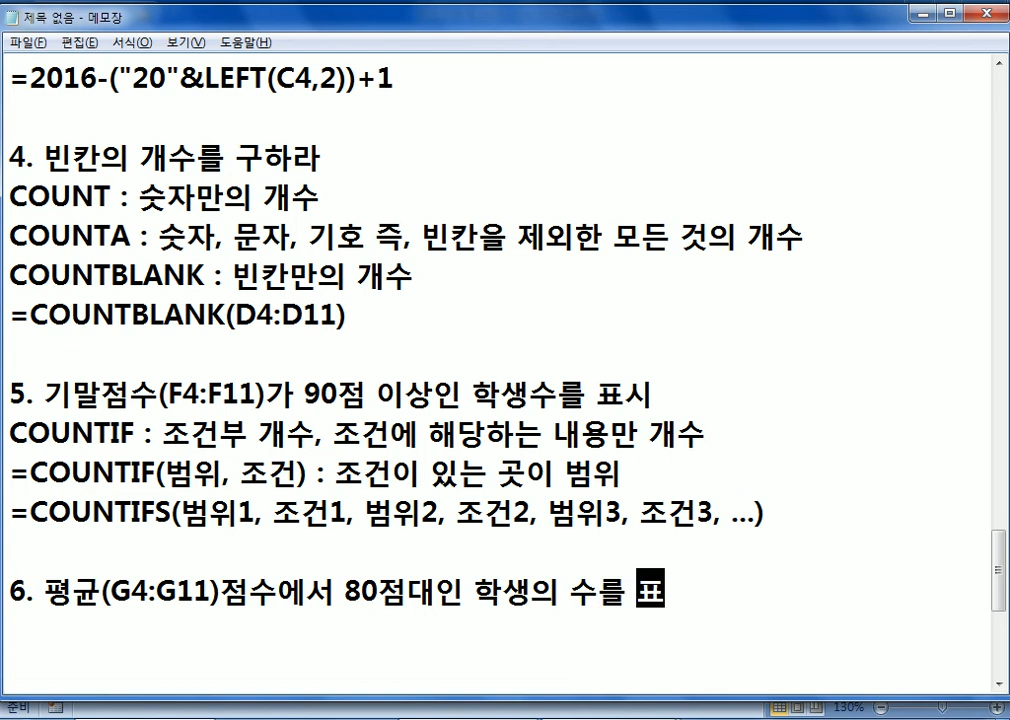 제목 없음 - 메모장
파일(F) 편집(E) 서식(O) 보기(V) 도움말(H)
=2016-("20"&LEFT(C4,2))+1
4. 빈칸의 개수를 구하라
COUNT : 숫자만의 개수
COUNTA : 숫자, 문자, 기호 즉, 빈칸을 제외한 모든 것의 개수
COUNTBLANK : 빈칸만의 개수
=COUNTBLANK(D4:D11)
5. 기말점수(F4:F11)가 90점 이상인 학생수를 표시
COUNTIF : 조건부 개수, 조건에 해당하는 내용만 개수
=COUNTIF(범위, 조건) : 조건이 있는 곳이 범위
=COUNTIFS(범위1, 조건1, 범위2, 조건2, 범위3, 조건3, ...)
6. 평균(G4:G11)점수에서 80점대인 학생의 수를 표
준비 130%